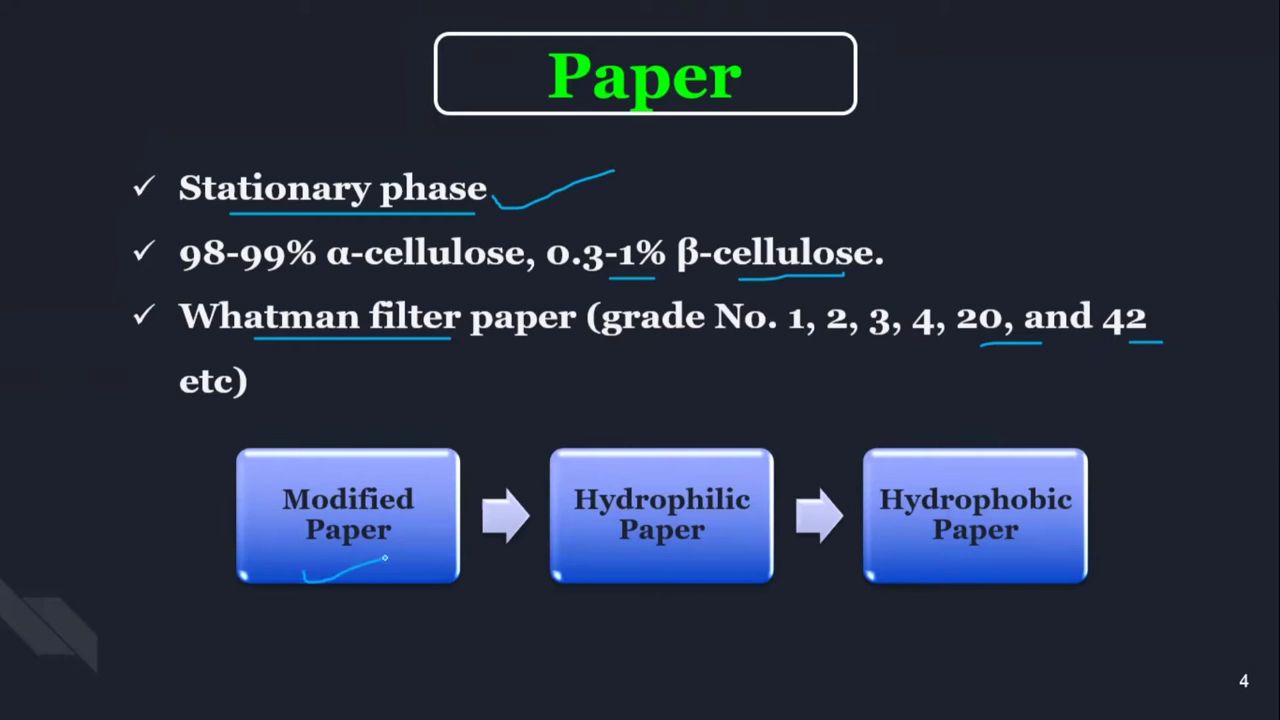 Paper
✓ Stationary phase
✓ 98-99% α-cellulose, 0.3-1% β-cellulose.
✓ Whatman filter paper (grade No. 1, 2, 3, 4, 20, and 42
etc)
Modified
Paper
Hydrophilic
Paper
Hydrophobic
Paper
4